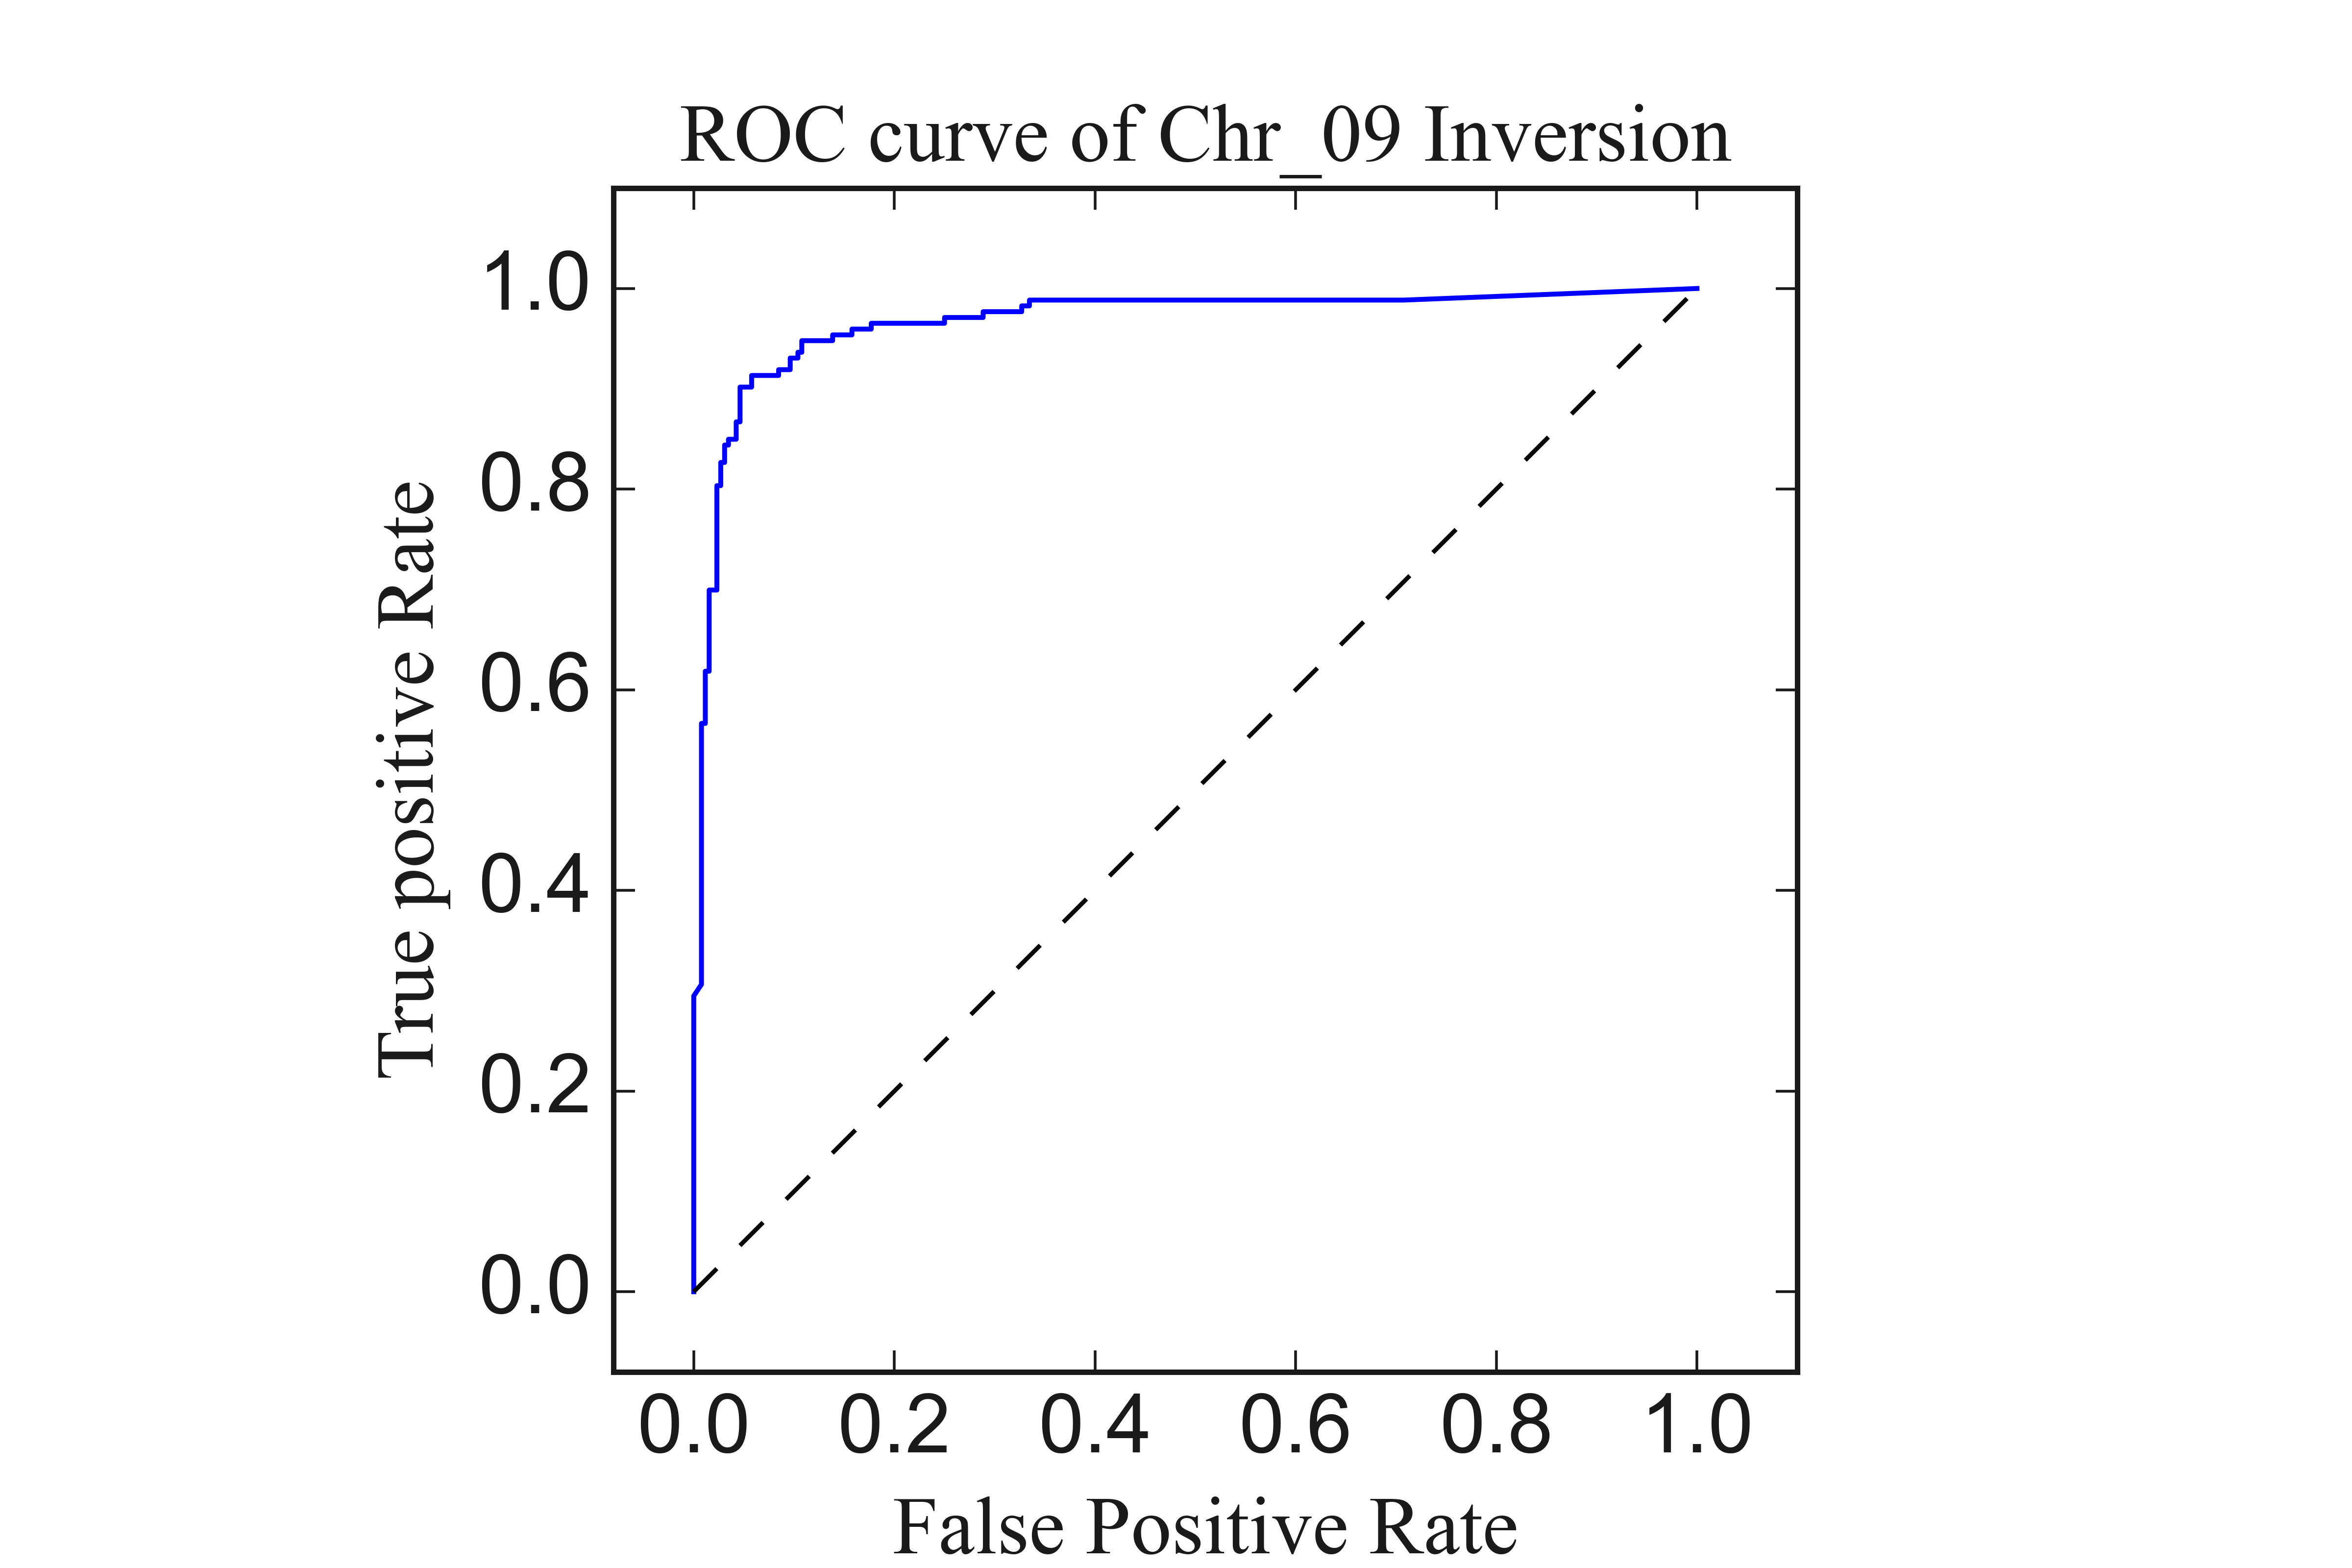 ROC curve of Chr_09 Inversion
True positive Rate
1.0
0.8
0.6
0.4
0.2
0.0
0.0 0.2 0.4 0.6 0.8 1.0
False Positive Rate